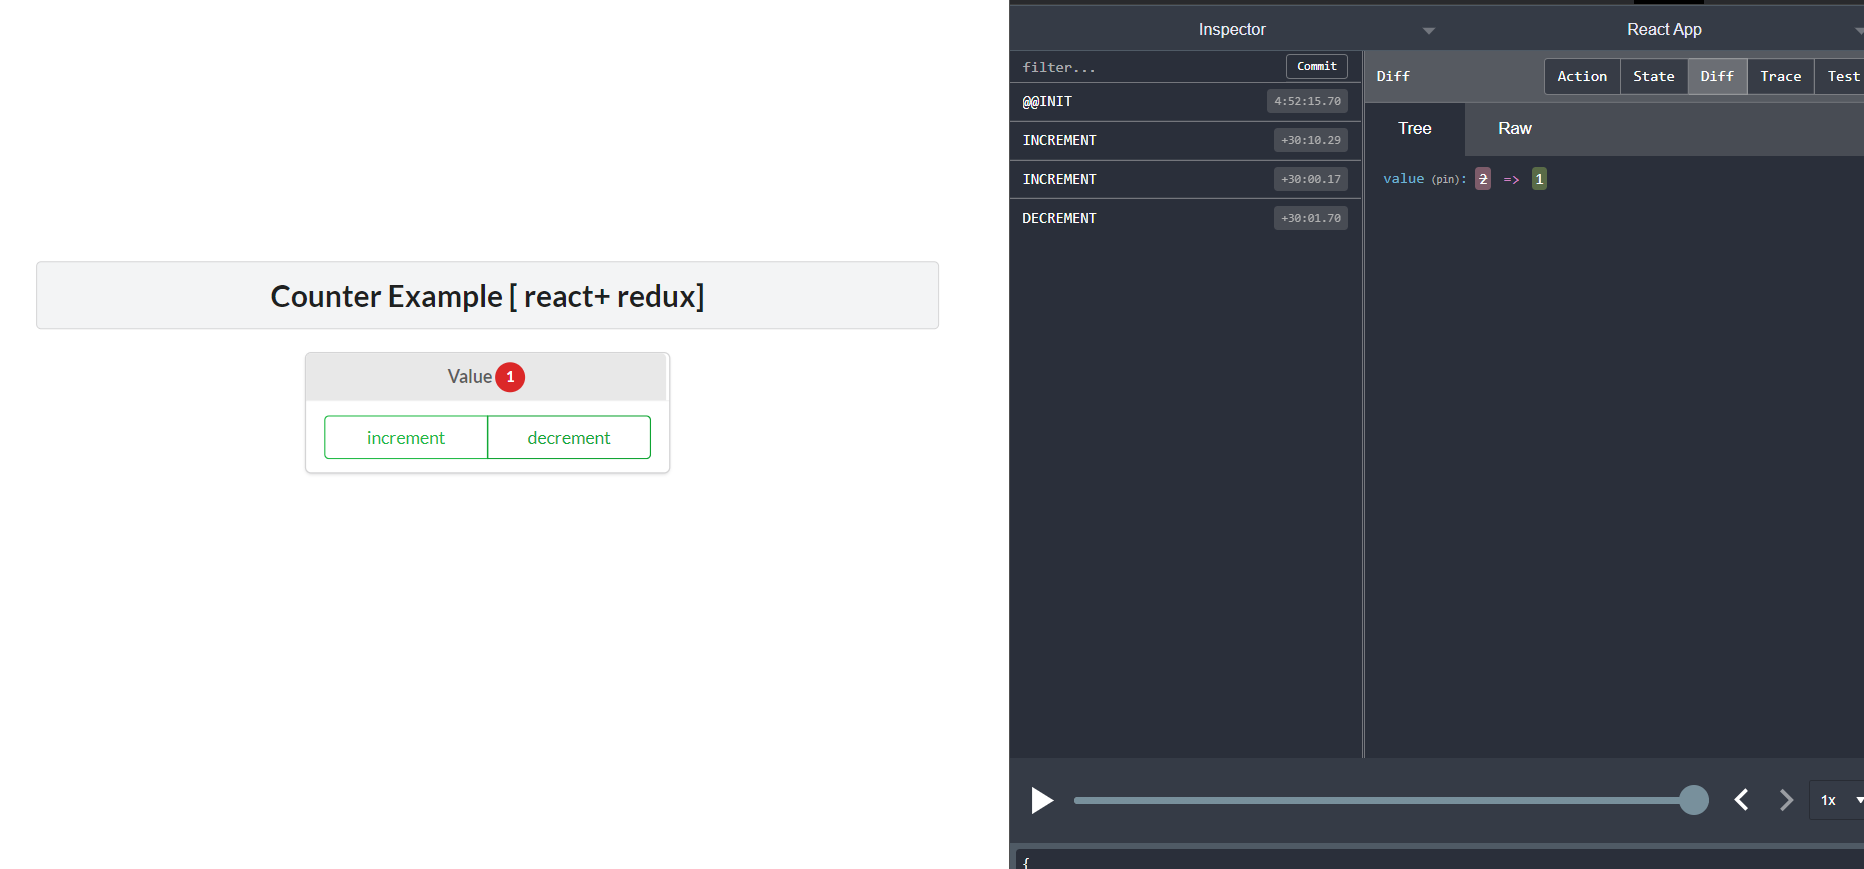 Counter Example [ react+ redux]
Value 1
increment decrement
Inspector React App
filter... Commit
@@INIT 4:52:15.70
INCREMENT +30:10.29
INCREMENT +30:00.17
DECREMENT +30:01.70
Diff Action State Diff Trace Test
Tree Raw
value (pin): 2 => 1
1x
{